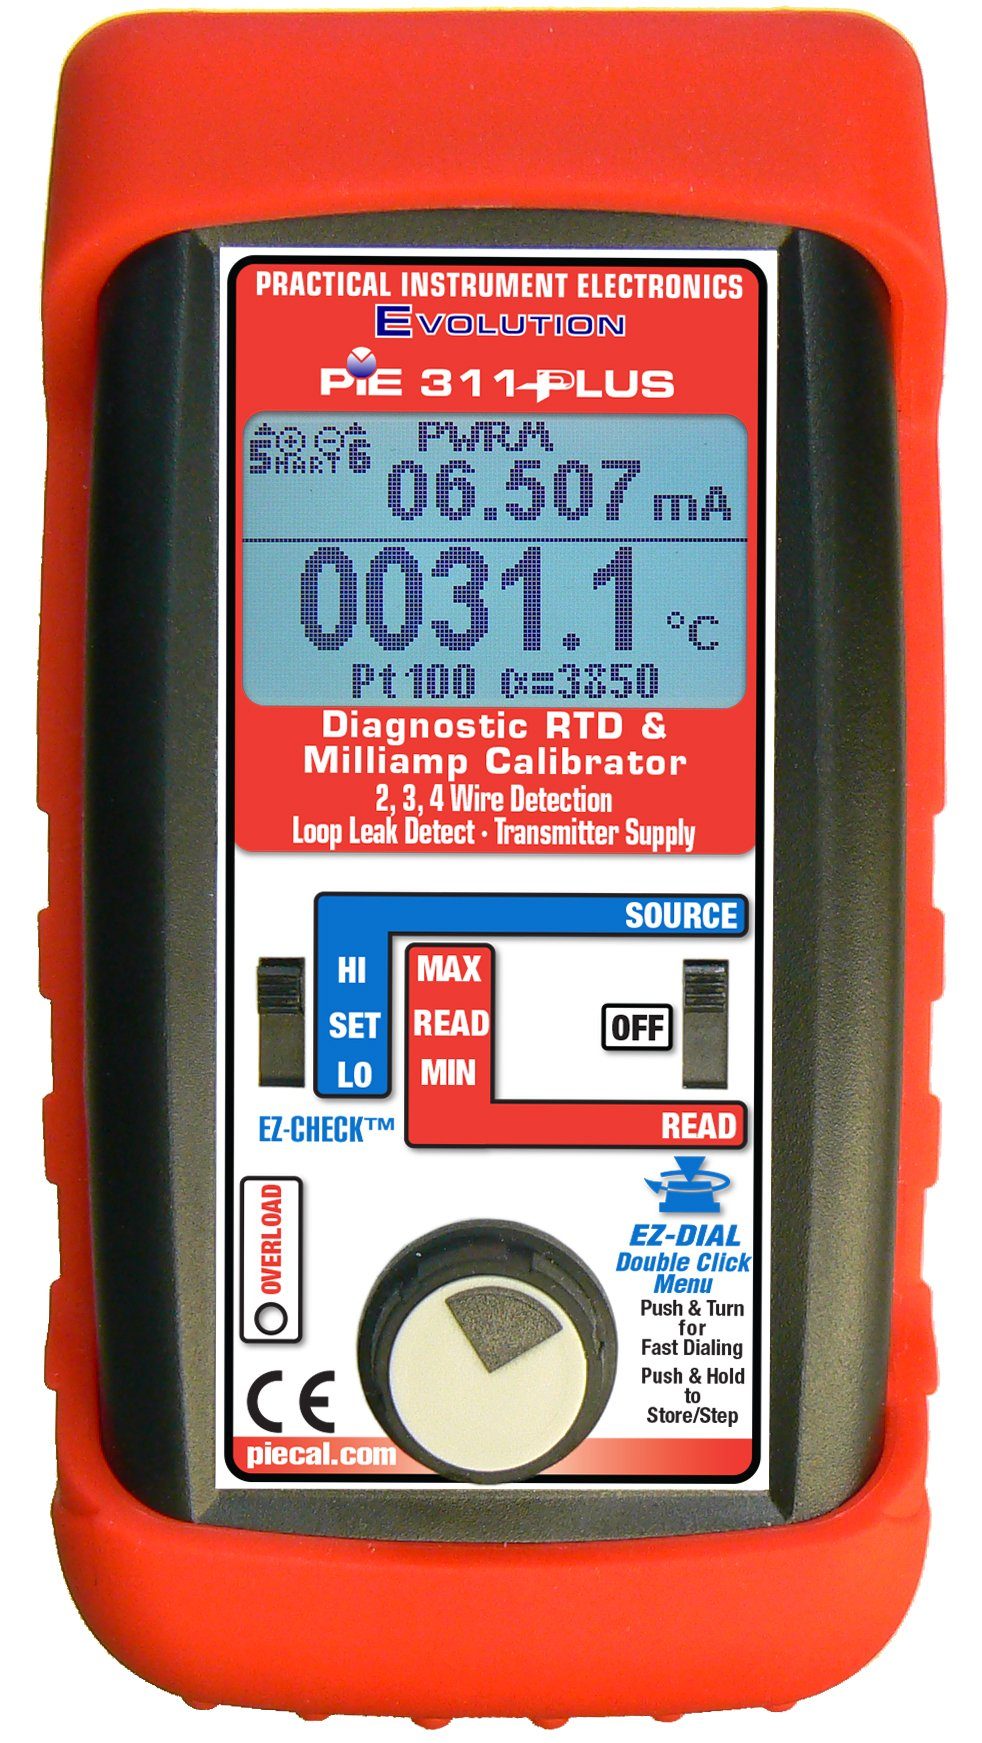 PRACTICAL INSTRUMENT ELECTRONICS
EVOLUTION
PIE 311 PLUS
PWRM
SMART
06.507 mA
0031.1 °C
Pt100 α=3850
Diagnostic RTD &
Milliamp Calibrator
2, 3, 4 Wire Detection
Loop Leak Detect · Transmitter Supply
SOURCE
HI
SET
LO
MAX
READ
MIN
OFF
READ
EZ-CHECK™
OVERLOAD
EZ-DIAL
Double Click
Menu
Push & Turn
for
Fast Dialing
Push & Hold
to
Store/Step
CE
piecal.com